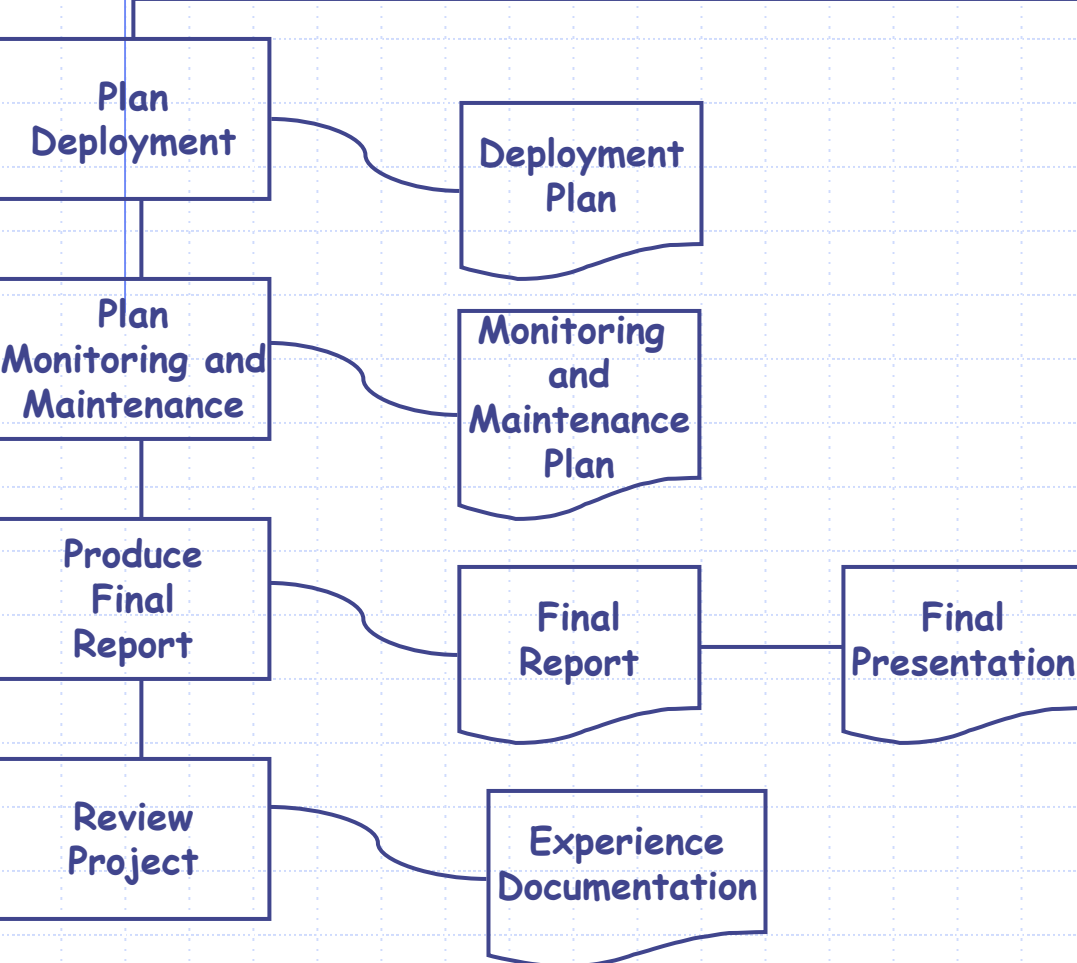 Plan
Deployment
Deployment
Plan
Plan
Monitoring and
Maintenance
Monitoring
and
Maintenance
Plan
Produce
Final
Report
Final
Report
Final
Presentation
Review
Project
Experience
Documentation